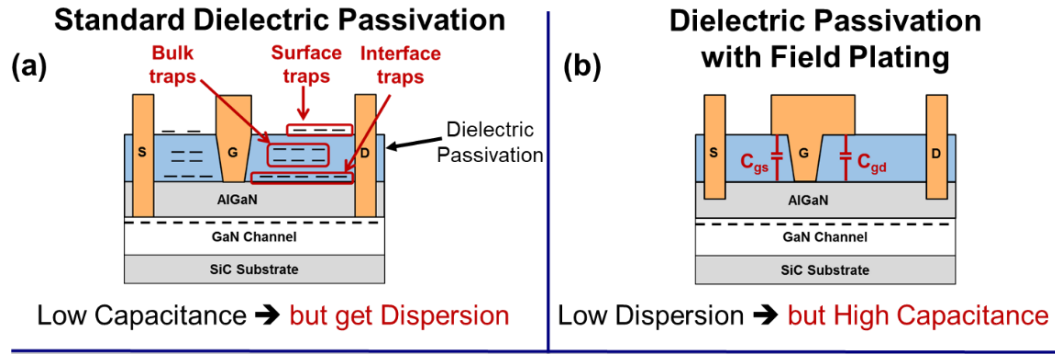 Standard Dielectric Passivation
(a)
Bulk
traps
Surface
traps
Interface
traps
S
G
D
Dielectric
Passivation
AlGaN
GaN Channel
SiC Substrate
Low Capacitance ➔ but get Dispersion
Dielectric Passivation
with Field Plating
(b)
S
G
D
Cgs
Cgd
AlGaN
GaN Channel
SiC Substrate
Low Dispersion ➔ but High Capacitance